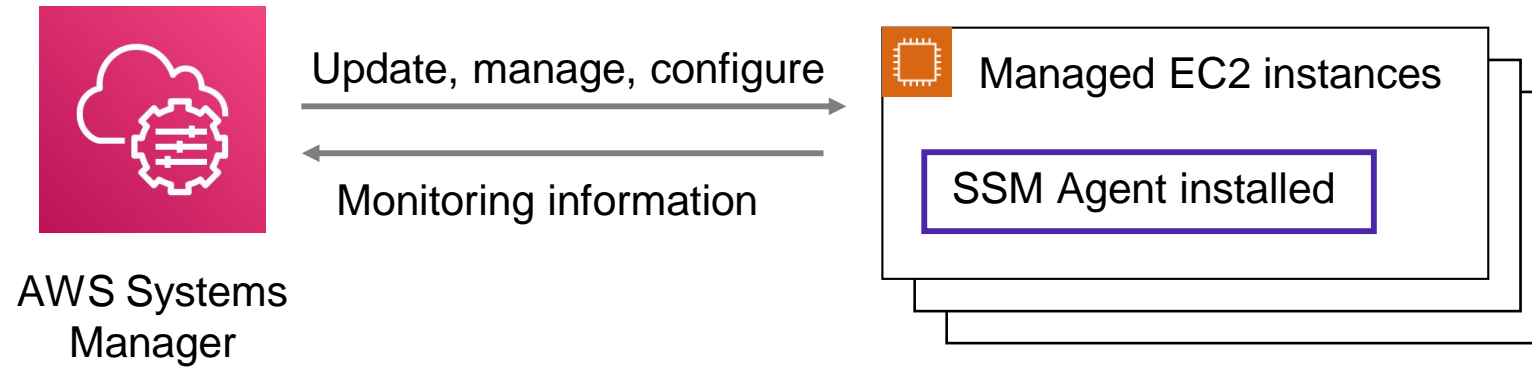 Update, manage, configure
Monitoring information
AWS Systems
Manager
Managed EC2 instances
SSM Agent installed